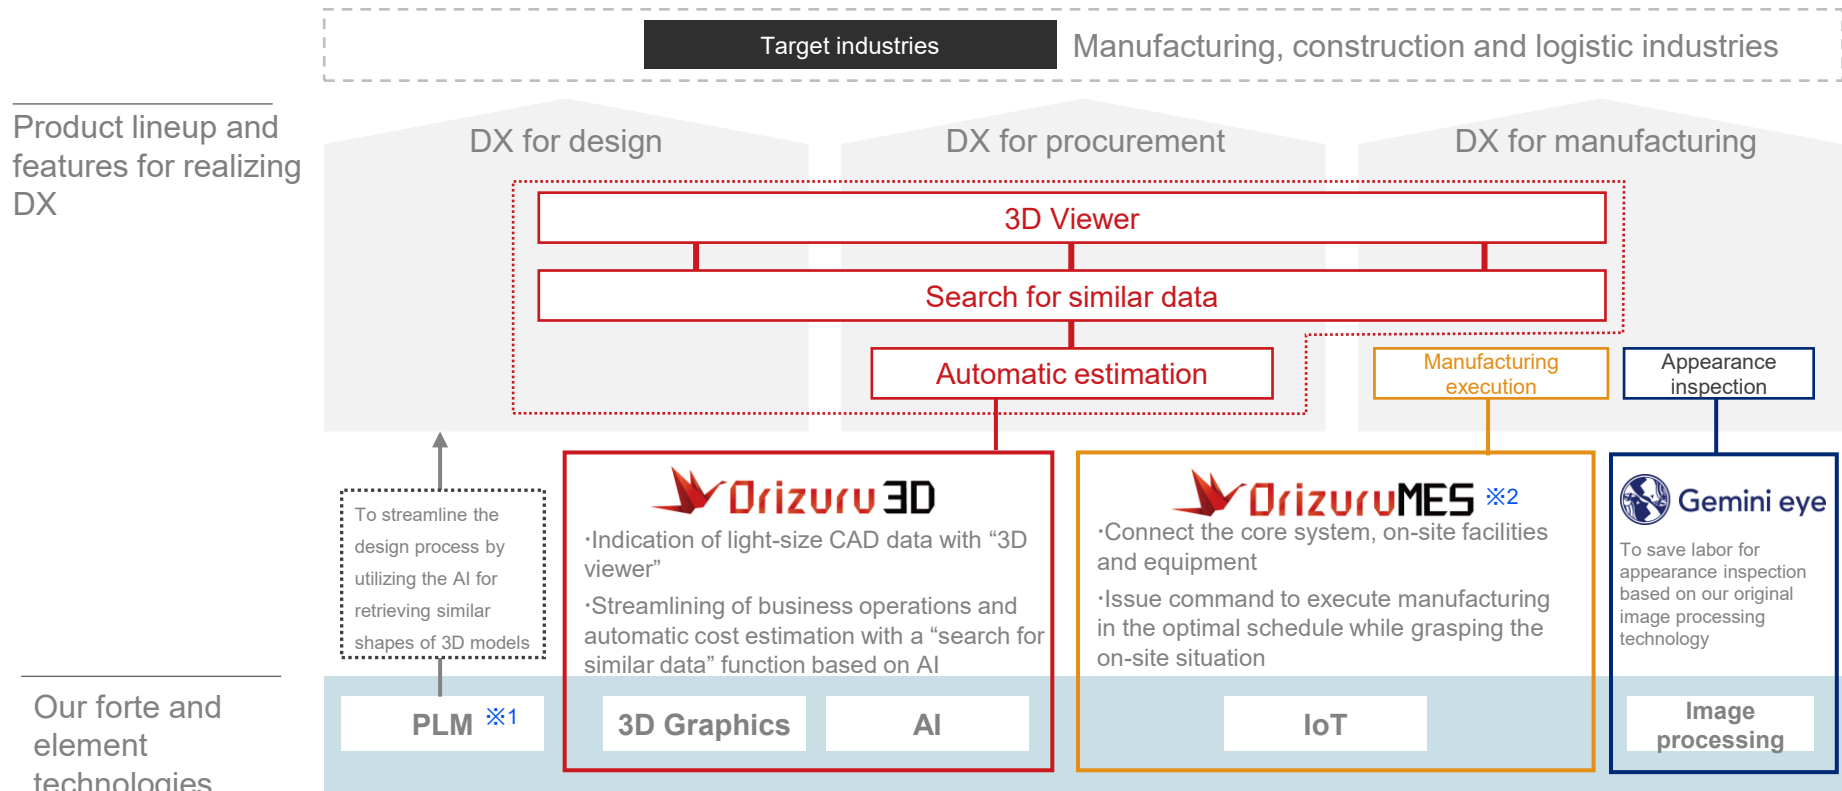 Target industries
Manufacturing, construction and logistic industries
Product lineup and
features for realizing
DX
DX for design
DX for procurement
DX for manufacturing
3D Viewer
Search for similar data
Automatic estimation
Manufacturing
execution
Appearance
inspection
To streamline the
design process by
utilizing the AI for
retrieving similar
shapes of 3D models
Orizuru 3D
・Indication of light-size CAD data with “3D
viewer”
・Streamlining of business operations and
automatic cost estimation with a “search for
similar data” function based on AI
OrizuruMES ※2
・Connect the core system, on-site facilities
and equipment
・Issue command to execute manufacturing
in the optimal schedule while grasping the
on-site situation
Gemini eye
To save labor for
appearance inspection
based on our original
image processing
technology
Our forte and
element
technologies
PLM ※1
3D Graphics
AI
IoT
Image
processing